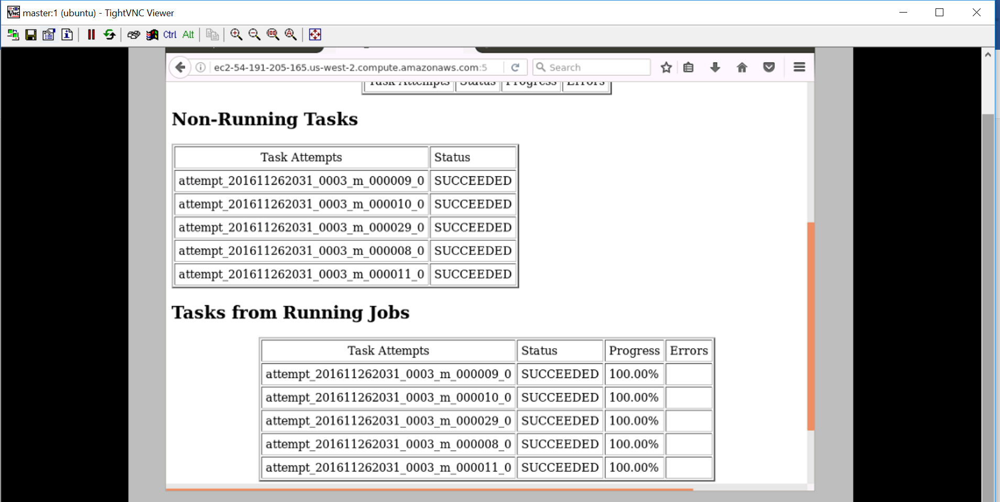 master:1 (ubuntu) - TightVNC Viewer
Ctrl Alt
ec2-54-191-205-165.us-west-2.compute.amazonaws.com:5
Search
Task Attempts Status Progress Errors
Non-Running Tasks
Task Attempts Status
attempt_201611262031_0003_m_000009_0 SUCCEEDED
attempt_201611262031_0003_m_000010_0 SUCCEEDED
attempt_201611262031_0003_m_000029_0 SUCCEEDED
attempt_201611262031_0003_m_000008_0 SUCCEEDED
attempt_201611262031_0003_m_000011_0 SUCCEEDED
Tasks from Running Jobs
Task Attempts Status Progress Errors
attempt_201611262031_0003_m_000009_0 SUCCEEDED 100.00%
attempt_201611262031_0003_m_000010_0 SUCCEEDED 100.00%
attempt_201611262031_0003_m_000029_0 SUCCEEDED 100.00%
attempt_201611262031_0003_m_000008_0 SUCCEEDED 100.00%
attempt_201611262031_0003_m_000011_0 SUCCEEDED 100.00%